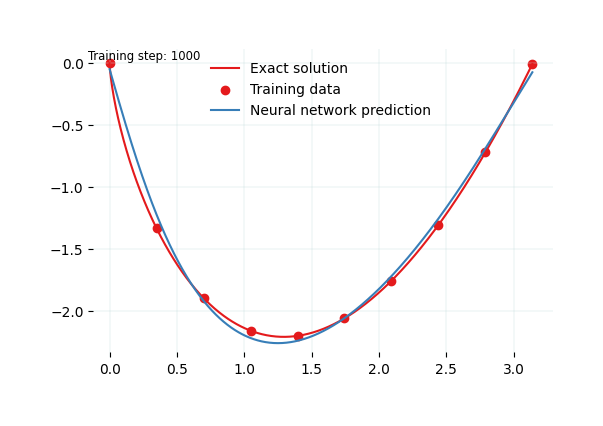 Training step: 1000
Exact solution
Training data
Neural network prediction
0.0
−0.5
−1.0
−1.5
−2.0
0.0 0.5 1.0 1.5 2.0 2.5 3.0